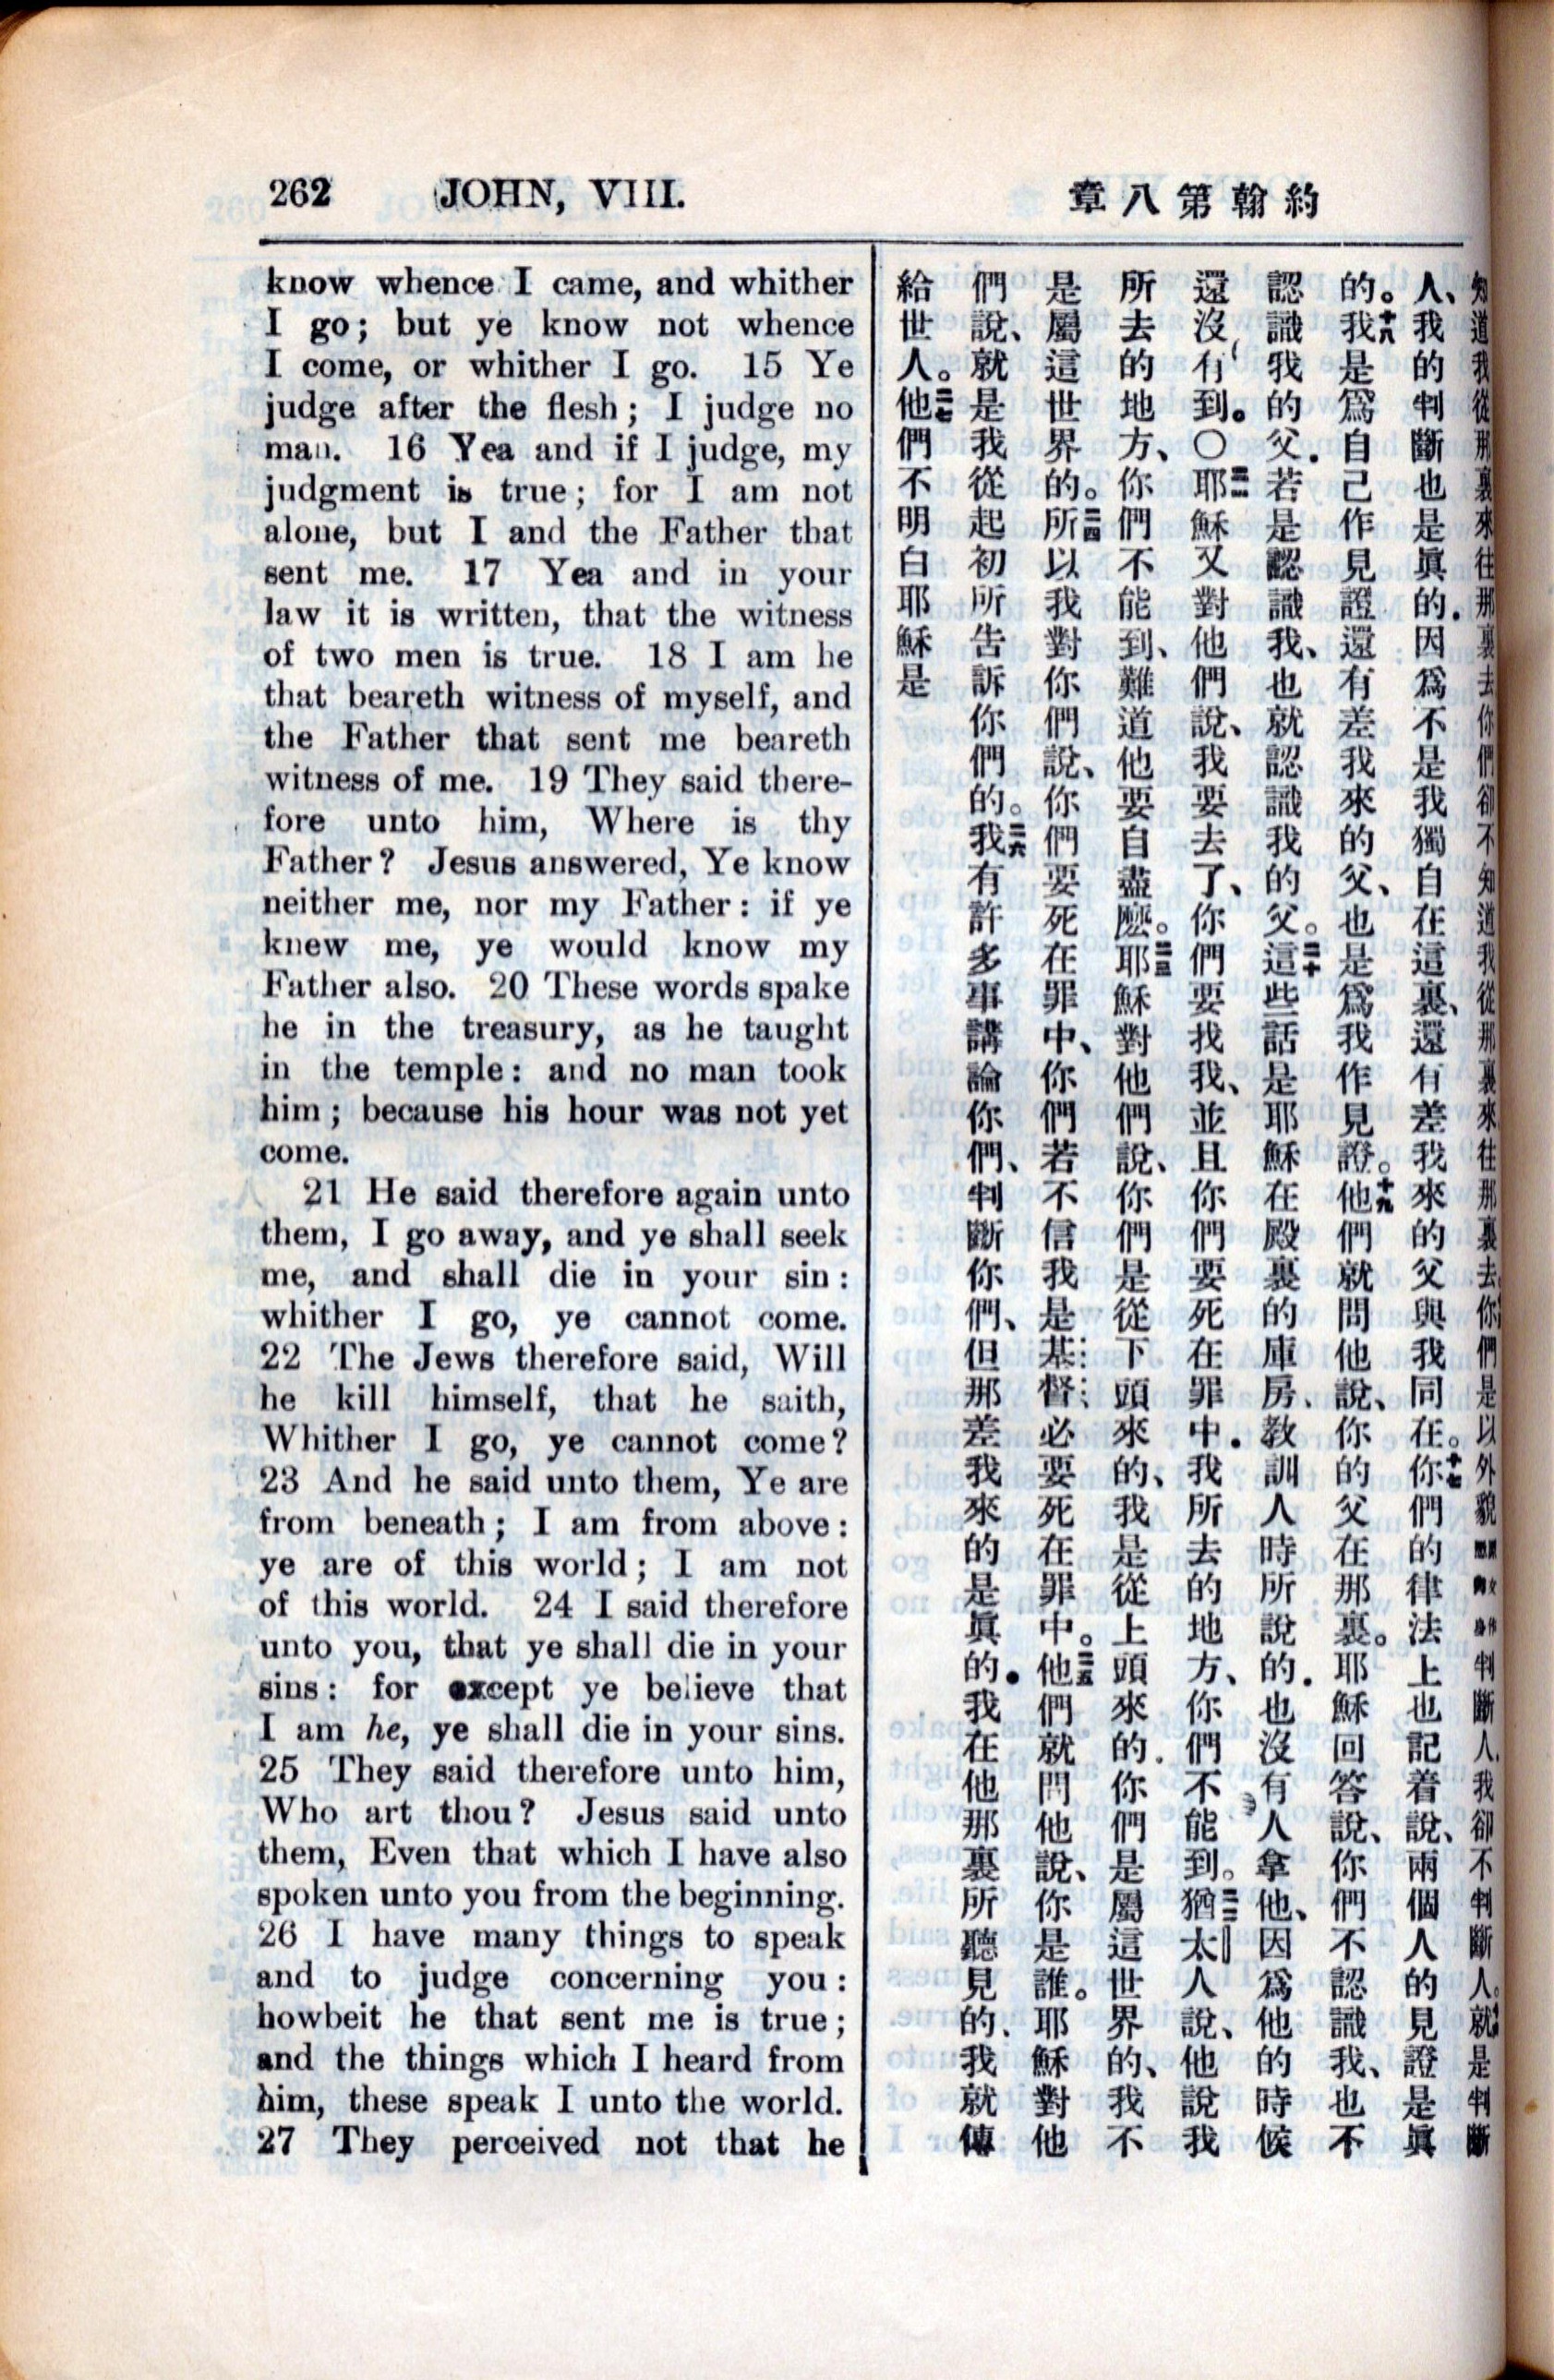 262 JOHN, VIII. 約翰第八章
know whence I came, and whither
I go; but ye know not whence
I come, or whither I go. 15 Ye
judge after the flesh; I judge no
man. 16 Yea and if I judge, my
judgment is true; for I am not
alone, but I and the Father that
sent me. 17 Yea and in your
law it is written, that the witness
of two men is true. 18 I am he
that beareth witness of myself, and
the Father that sent me beareth
witness of me. 19 They said there-
fore unto him, Where is thy
Father? Jesus answered, Ye know
neither me, nor my Father: if ye
knew me, ye would know my
Father also. 20 These words spake
he in the treasury, as he taught
in the temple: and no man took
him; because his hour was not yet
come.
21 He said therefore again unto
them, I go away, and ye shall seek
me, and shall die in your sin:
whither I go, ye cannot come.
22 The Jews therefore said, Will
he kill himself, that he saith,
Whither I go, ye cannot come?
23 And he said unto them, Ye are
from beneath; I am from above:
ye are of this world; I am not
of this world. 24 I said therefore
unto you, that ye shall die in your
sins: for except ye believe that
I am he, ye shall die in your sins.
25 They said therefore unto him,
Who art thou? Jesus said unto
them, Even that which I have also
spoken unto you from the beginning.
26 I have many things to speak
and to judge concerning you:
howbeit he that sent me is true;
and the things which I heard from
him, these speak I unto the world.
27 They perceived not that he
知道我從那裏來往那裏去你們卻不知道我從那裏來往那裏去。你們是以外貌判斷人.我卻不判斷人。就是判斷
人、我的判斷也是眞的.因爲不是我獨自在這裏、還有差我來的父與我同在。十七你們的律法上也記着說、兩個人的見證是眞
的。十八我是爲自己作見證還有差我來的父、也是爲我作見證。十九他們就問他說、你的父在那裏。耶穌回答說、你們不認識我、也不
認識我的父.若是認識我、也就認識我的父。二十這些話是耶穌在殿裏的庫房、教訓人時所說的.也沒有人拿他、因爲他的時候
還沒有到。〇二一耶穌又對他們說、我要去了、你們要找我、並且你們要死在罪中.我所去的地方、你們不能到。二二猶太人說、他說我
所去的地方、你們不能到、難道他要自盡麼。二三耶穌對他們說、你們是從下頭來的、我是從上頭來的.你們是屬這世界的、我不
是屬這世界的。二四所以我對你們說、你們要死在罪中、你們若不信我是基督必要死在罪中。二五他們就問他說、你是誰。耶穌對他
們說、就是我從起初所告訴你們的。二六我有許多事講論你們、判斷你們、但那差我來的是眞的.我在他那裏所聽見的、我就傳
給世人。二七他們不明白耶穌是